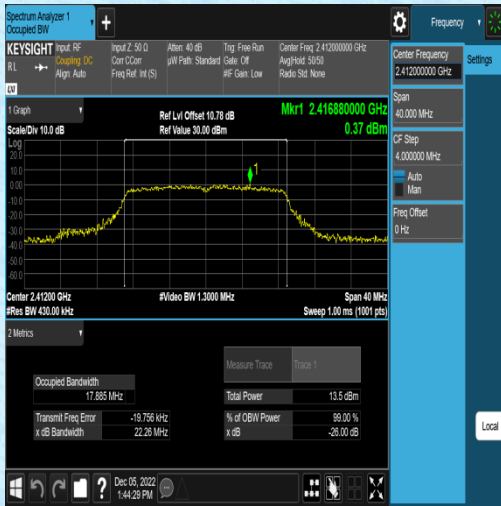 Spectrum Analyzer 1
Occupied BW
Frequency
KEYSIGHT
RL
Input: RF
Coupling: DC
Align: Auto
Input Z: 50 Ω
Corr CCorr
Freq Ref: Int (S)
Atten: 40 dB
µW Path: Standard
Trig: Free Run
Gate: Off
#IF Gain: Low
Center Freq: 2.412000000 GHz
Avg|Hold: 50/50
Radio Std: None
Center Frequency
2.412000000 GHz
Settings
Span
40.000 MHz
CF Step
4.000000 MHz
Auto
Man
Freq Offset
0 Hz
Local
1 Graph
Scale/Div 10.0 dB
Ref Lvl Offset 10.78 dB
Ref Value 30.00 dBm
Mkr1 2.416880000 GHz
0.37 dBm
Log
20.0
10.0
0.00
-10.0
-20.0
-30.0
-40.0
-50.0
-60.0
1
Center 2.41200 GHz
#Res BW 430.00 kHz
#Video BW 1.3000 MHz
Span 40 MHz
Sweep 1.00 ms (1001 pts)
2 Metrics
Measure Trace
Trace 1
Occupied Bandwidth
17.885 MHz
Total Power
13.5 dBm
Transmit Freq Error
-19.756 kHz
% of OBW Power
99.00 %
x dB Bandwidth
22.26 MHz
x dB
-26.00 dB
?
Dec 05, 2022
1:44:29 PM